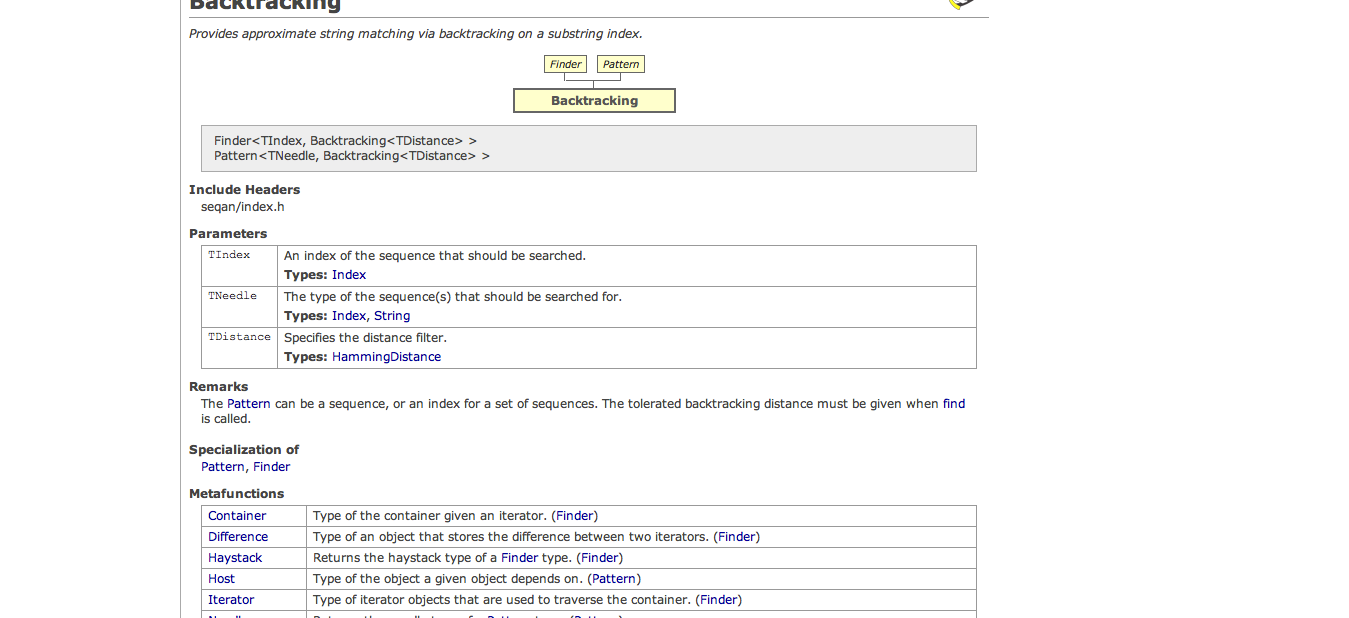 Backtracking
Provides approximate string matching via backtracking on a substring index.
Finder Pattern
Backtracking
Finder<TIndex, Backtracking<TDistance> >
Pattern<TNeedle, Backtracking<TDistance> >
Include Headers
seqan/index.h
Parameters
TIndex An index of the sequence that should be searched.
Types: Index
TNeedle The type of the sequence(s) that should be searched for.
Types: Index, String
TDistance Specifies the distance filter.
Types: HammingDistance
Remarks
The Pattern can be a sequence, or an index for a set of sequences. The tolerated backtracking distance must be given when find
is called.
Specialization of
Pattern, Finder
Metafunctions
Container Type of the container given an iterator. (Finder)
Difference Type of an object that stores the difference between two iterators. (Finder)
Haystack Returns the haystack type of a Finder type. (Finder)
Host Type of the object a given object depends on. (Pattern)
Iterator Type of iterator objects that are used to traverse the container. (Finder)